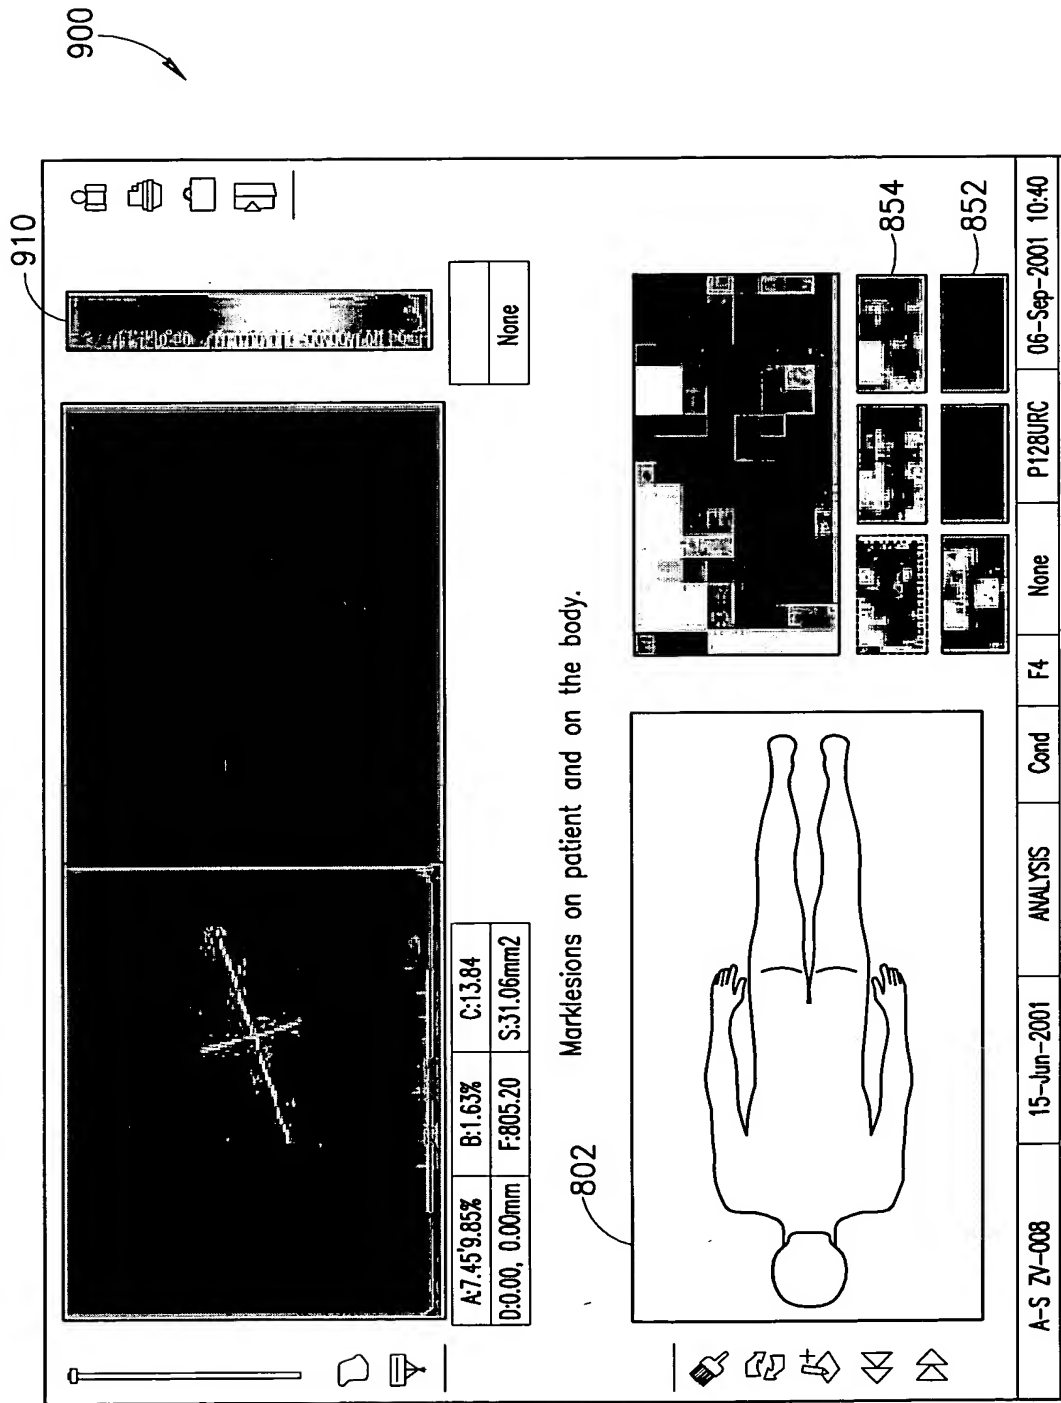 900
910
A:7.45'9.85% B:1.63% C:13.84
D:0.00, 0.00mm F:805.20 S:31.06mm2
None
Marklesions on patient and on the body.
802
854
852
A-S ZV-008 15-Jun-2001 ANALYSIS Cond F4 None P128URC 06-Sep-2001 10:40